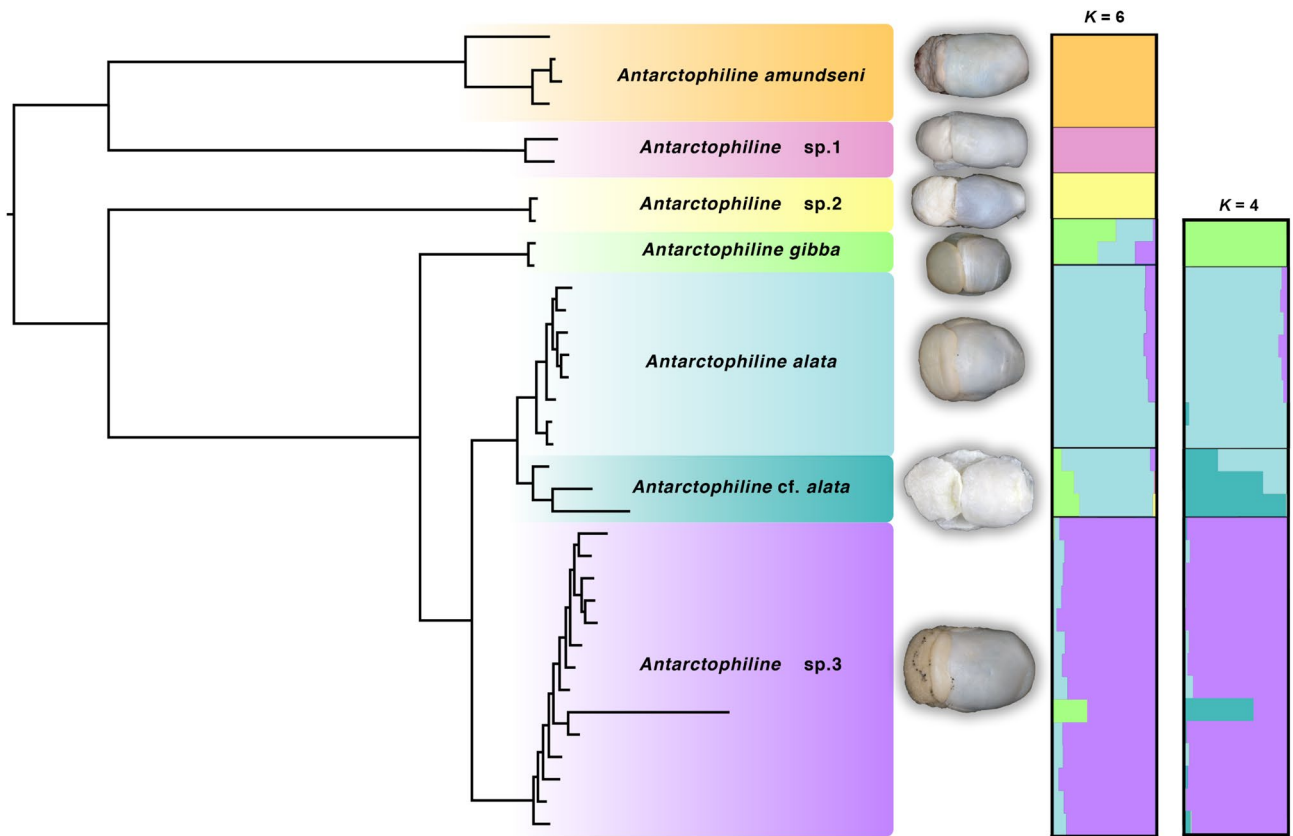 K = 6
Antarctophiline amundseni
Antarctophiline sp.1
Antarctophiline sp.2
K = 4
Antarctophiline gibba
Antarctophiline alata
Antarctophiline cf. alata
Antarctophiline sp.3